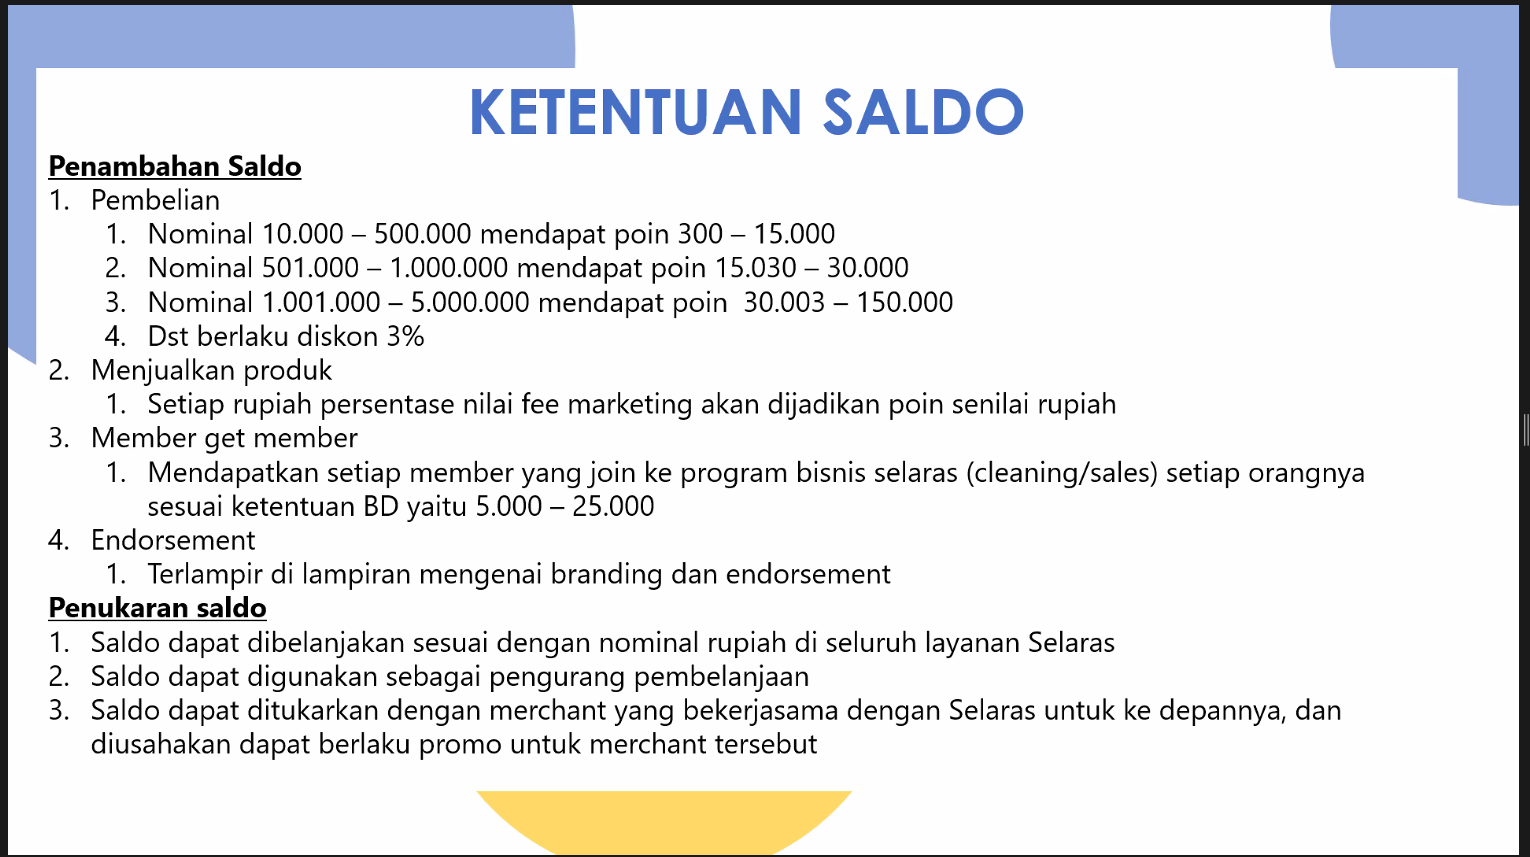 KETENTUAN SALDO
Penambahan Saldo
1. Pembelian
1. Nominal 10.000 – 500.000 mendapat poin 300 – 15.000
2. Nominal 501.000 – 1.000.000 mendapat poin 15.030 – 30.000
3. Nominal 1.001.000 – 5.000.000 mendapat poin 30.003 – 150.000
4. Dst berlaku diskon 3%
2. Menjualkan produk
1. Setiap rupiah persentase nilai fee marketing akan dijadikan poin senilai rupiah
3. Member get member
1. Mendapatkan setiap member yang join ke program bisnis selaras (cleaning/sales) setiap orangnya
sesuai ketentuan BD yaitu 5.000 – 25.000
4. Endorsement
1. Terlampir di lampiran mengenai branding dan endorsement
Penukaran saldo
1. Saldo dapat dibelanjakan sesuai dengan nominal rupiah di seluruh layanan Selaras
2. Saldo dapat digunakan sebagai pengurang pembelanjaan
3. Saldo dapat ditukarkan dengan merchant yang bekerjasama dengan Selaras untuk ke depannya, dan
diusahakan dapat berlaku promo untuk merchant tersebut